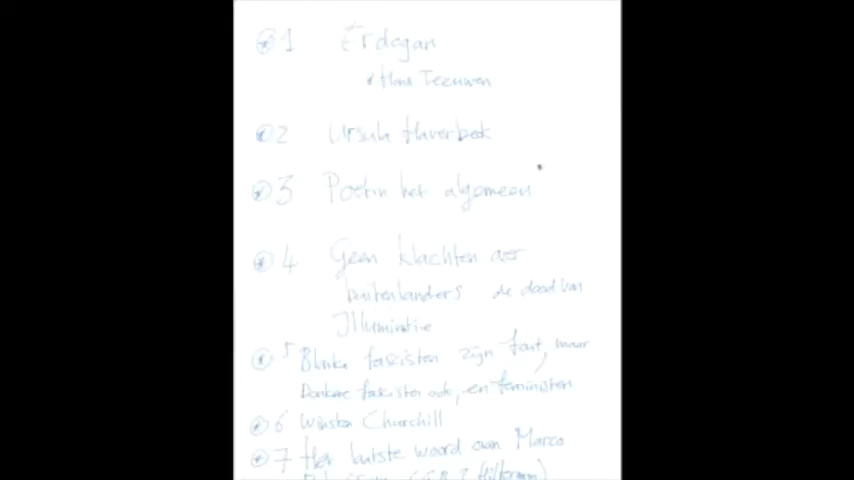 1 Erdogan
* Hans Teeuwen
2 Ursula Haverbeck
3 Poetin het algemeen
4 Geen klachten over
buitenlanders de dood van
Illuminatie
5 Blanke fascisten zijn fout, maar
Donkere fascisten ook, en feministen
6 Winston Churchill
7 Het laatste woord aan Marco